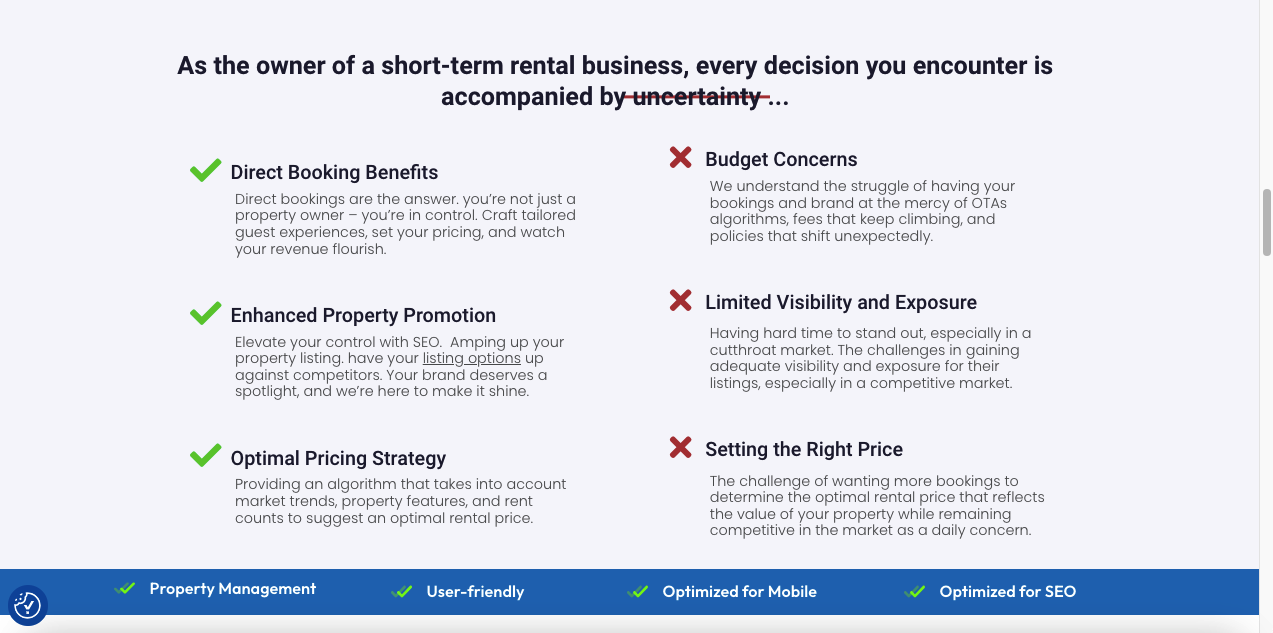 As the owner of a short-term rental business, every decision you encounter is
accompanied by uncertainty ...
Direct Booking Benefits
Direct bookings are the answer. you’re not just a
property owner – you’re in control. Craft tailored
guest experiences, set your pricing, and watch
your revenue flourish.
Enhanced Property Promotion
Elevate your control with SEO.  Amping up your
property listing. have your listing options up
against competitors. Your brand deserves a
spotlight, and we’re here to make it shine.
Optimal Pricing Strategy
Providing an algorithm that takes into account
market trends, property features, and rent
counts to suggest an optimal rental price.
Budget Concerns
We understand the struggle of having your
bookings and brand at the mercy of OTAs
algorithms, fees that keep climbing, and
policies that shift unexpectedly.
Limited Visibility and Exposure
Having hard time to stand out, especially in a
cutthroat market. The challenges in gaining
adequate visibility and exposure for their
listings, especially in a competitive market.
Setting the Right Price
The challenge of wanting more bookings to
determine the optimal rental price that reflects
the value of your property while remaining
competitive in the market as a daily concern.
Property Management
User-friendly
Optimized for Mobile
Optimized for SEO